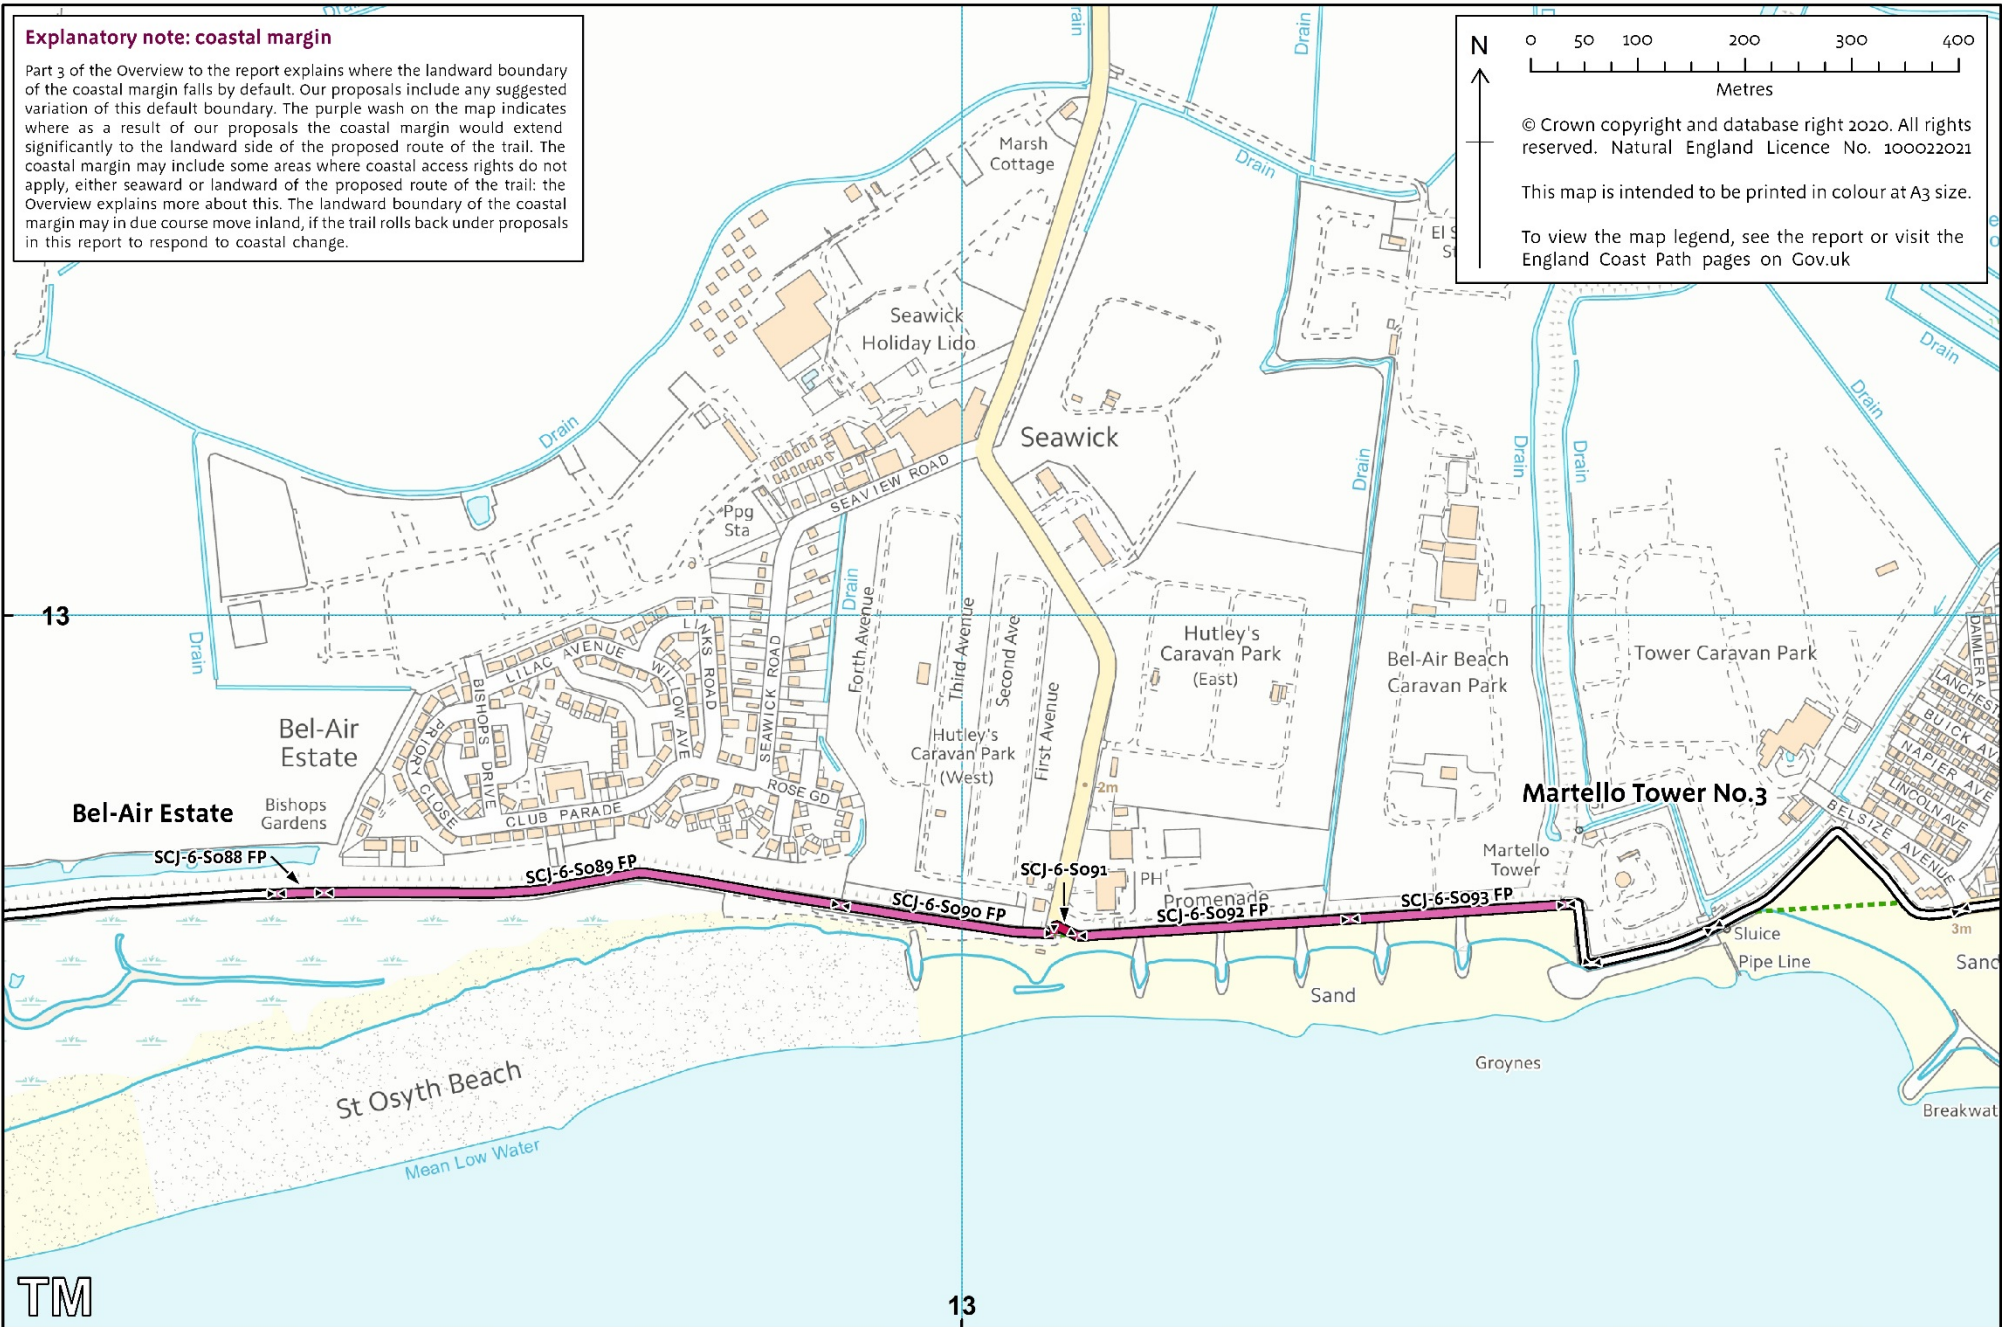 Explanatory note: coastal margin
Part 3 of the Overview to the report explains where the landward boundary
of the coastal margin falls by default. Our proposals include any suggested
variation of this default boundary. The purple wash on the map indicates
where as a result of our proposals the coastal margin would extend
significantly to the landward side of the proposed route of the trail. The
coastal margin may include some areas where coastal access rights do not
apply, either seaward or landward of the proposed route of the trail: the
Overview explains more about this. The landward boundary of the coastal
margin may in due course move inland, if the trail rolls back under proposals
in this report to respond to coastal change.
N
0 50 100 200 300 400
Metres
© Crown copyright and database right 2020. All rights
reserved. Natural England Licence No. 100022021
This map is intended to be printed in colour at A3 size.
To view the map legend, see the report or visit the
England Coast Path pages on Gov.uk
Drain
Drain
Marsh
Cottage
Drain
El S
St
Seawick
Holiday Lido
Drain
Drain
Drain
Seawick
SEAVIEW ROAD
Ppg
Sta
Drain
Drain
Drain
Drain
13
Drain
LILAC AVENUE
LINKS ROAD
WILLOW AVE
BISHOPS DRIVE
PRIORY CLOSE
SEAWICK ROAD
Forth Avenue
Third Avenue
Second Ave
First Avenue
Hutley's
Caravan Park
(East)
Bel-Air Beach
Caravan Park
Tower Caravan Park
DAIMLER A
LANCHEST
BUICK AV
NAPIER AVE
LINCOLN AVE
BELSIZE AVENUE
Bel-Air
Estate
Hutley's
Caravan Park
(West)
2m
ROSE GD
CLUB PARADE
Bishops
Gardens
Bel-Air Estate
Martello Tower No.3
Martello
Tower
SCJ-6-S088 FP
SCJ-6-S089 FP
SCJ-6-S090 FP
SCJ-6-S091
PH
Promenade
SCJ-6-S092 FP
SCJ-6-S093 FP
Sluice
Pipe Line
3m
Sand
Sand
Groynes
St Osyth Beach
Mean Low Water
Breakwat
TM
13